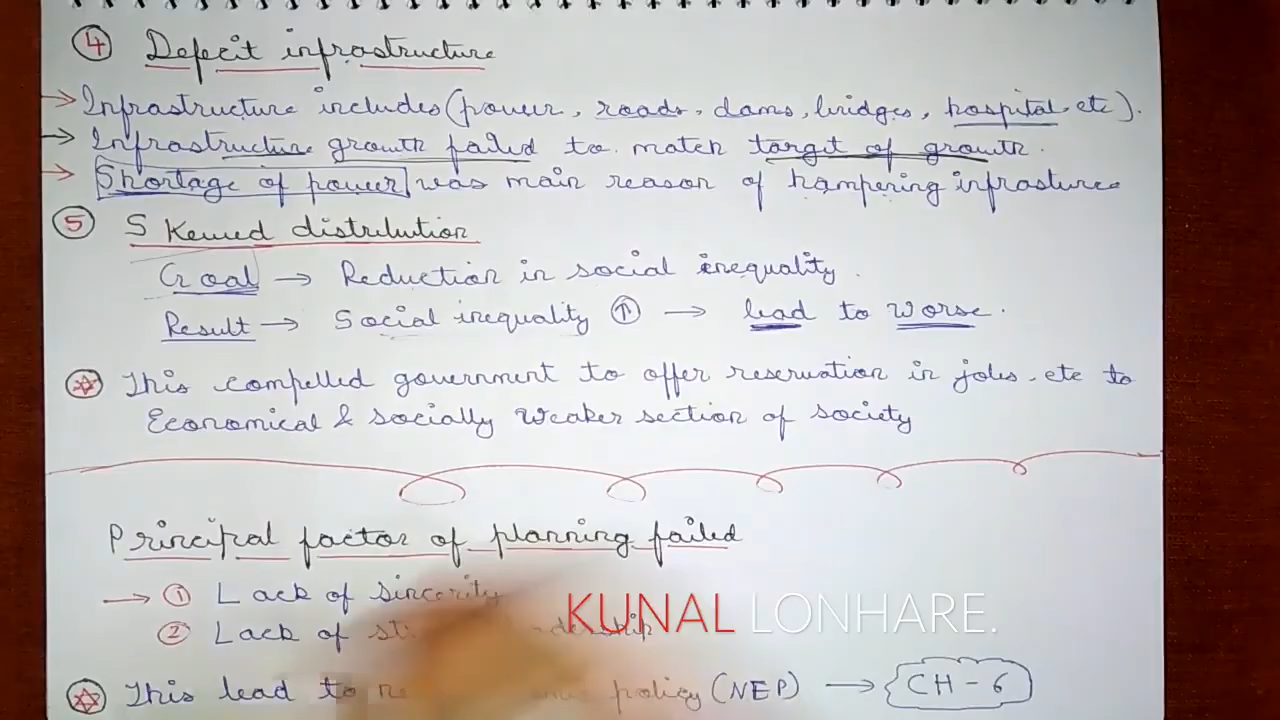 4 Deficit infrastructure
→ Infrastructure includes (power, roads, dams, bridges, hospital etc).
→ Infrastructure growth failed to match target of growth.
→ Shortage of power was main reason of hampering infrasture
5 Skewed distribution
Goal → Reduction in social inequality.
Result → Social inequality ↑ → lead to worse.
This compelled government to offer reservation in jobs, etc to
Economical & socially weaker section of society
Principal factor of planning failed
→ 1 Lack of sincerity
2 Lack of
This lead to policy (NEP) → CH-6
KUNAL LONHARE.